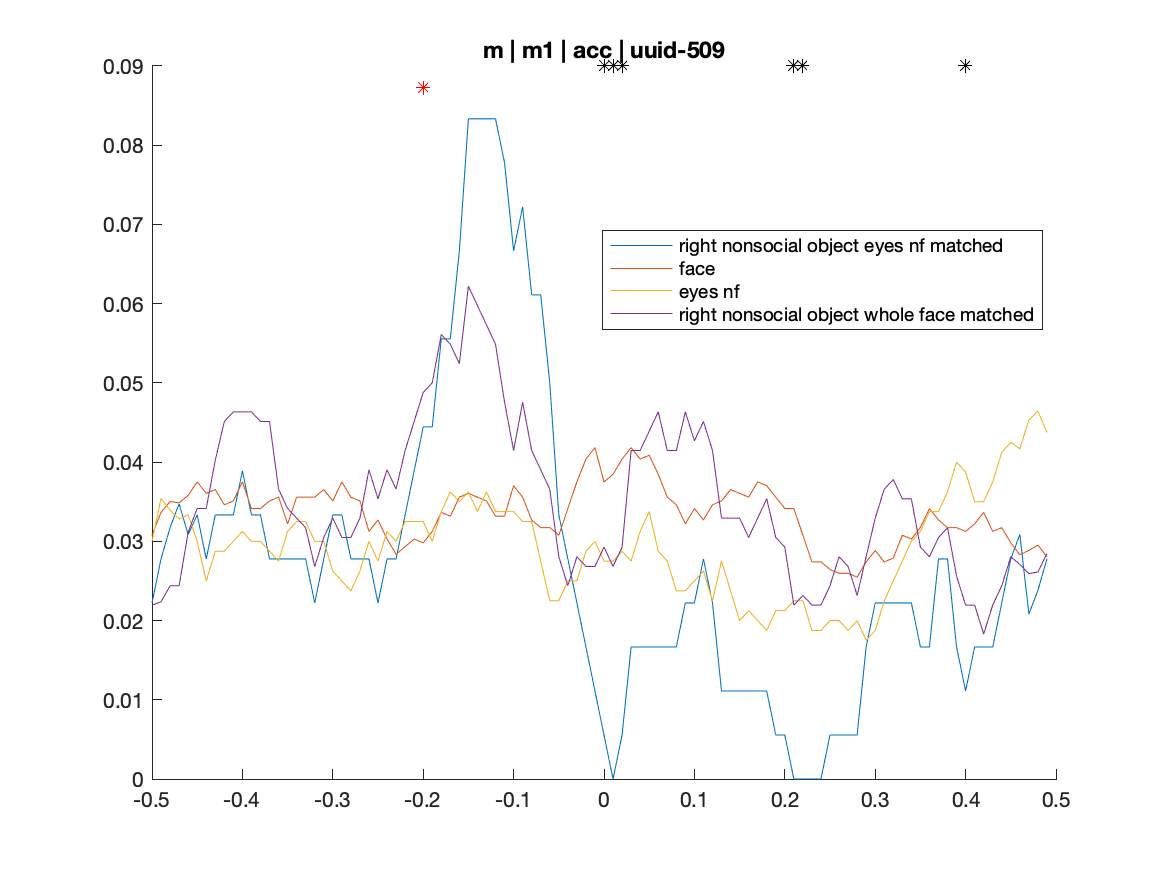 m | m1 | acc | uuid-509
0.09
0.08
0.07
0.06
0.05
0.04
0.03
0.02
0.01
0
right nonsocial object eyes nf matched
face
eyes nf
right nonsocial object whole face matched
-0.5 -0.4 -0.3 -0.2 -0.1 0 0.1 0.2 0.3 0.4 0.5